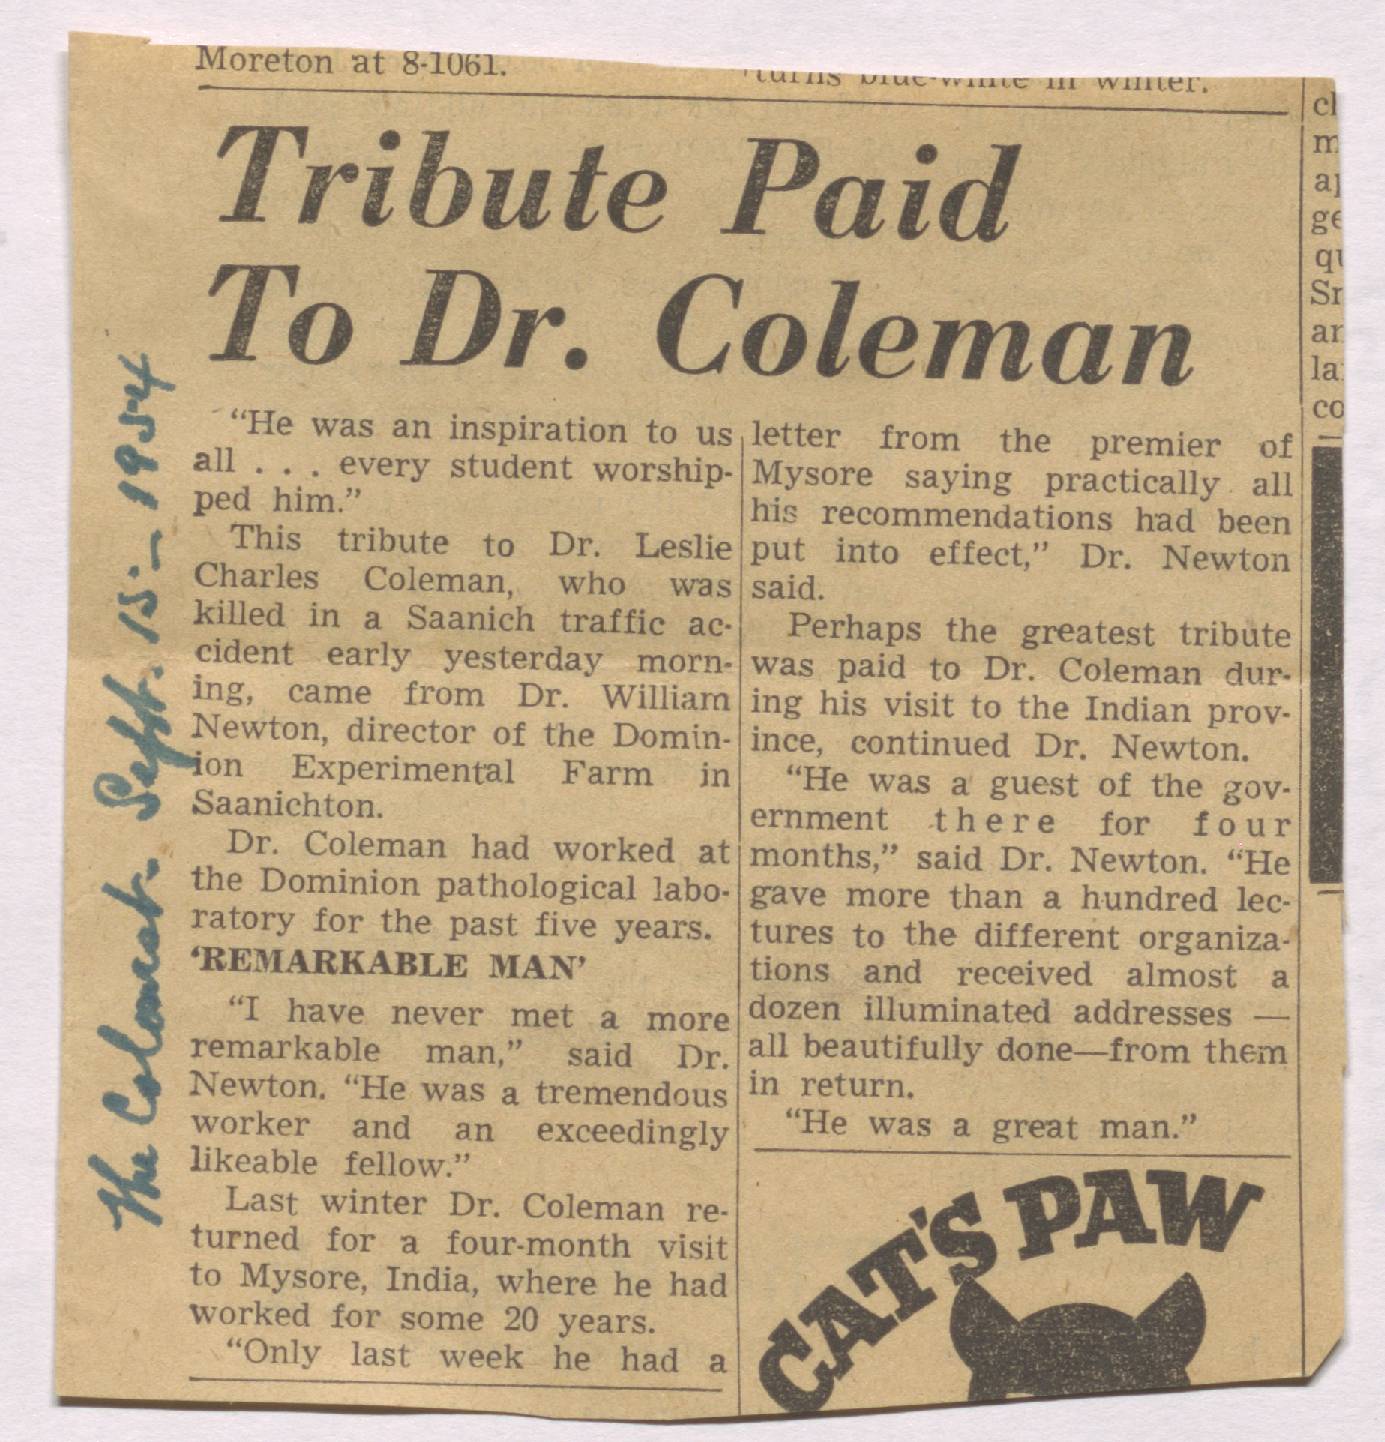 Moreton at 8-1061.
turns blue-white in winter.
Tribute Paid
To Dr. Coleman
"He was an inspiration to us
all . . . every student worship-
ped him."
This tribute to Dr. Leslie
Charles Coleman, who was
killed in a Saanich traffic ac-
cident early yesterday morn-
ing, came from Dr. William
Newton, director of the Domin-
ion Experimental Farm in
Saanichton.
Dr. Coleman had worked at
the Dominion pathological labo-
ratory for the past five years.
'REMARKABLE MAN'
"I have never met a more
remarkable man," said Dr.
Newton. "He was a tremendous
worker and an exceedingly
likeable fellow."
Last winter Dr. Coleman re-
turned for a four-month visit
to Mysore, India, where he had
worked for some 20 years.
"Only last week he had a
letter from the premier of
Mysore saying practically all
his recommendations had been
put into effect," Dr. Newton
said.
Perhaps the greatest tribute
was paid to Dr. Coleman dur-
ing his visit to the Indian prov-
ince, continued Dr. Newton.
"He was a guest of the gov-
ernment there for four
months," said Dr. Newton. "He
gave more than a hundred lec-
tures to the different organiza-
tions and received almost a
dozen illuminated addresses —
all beautifully done—from them
in return.
"He was a great man."
CAT'S PAW
The Colonist. Sept. 15 - 1954